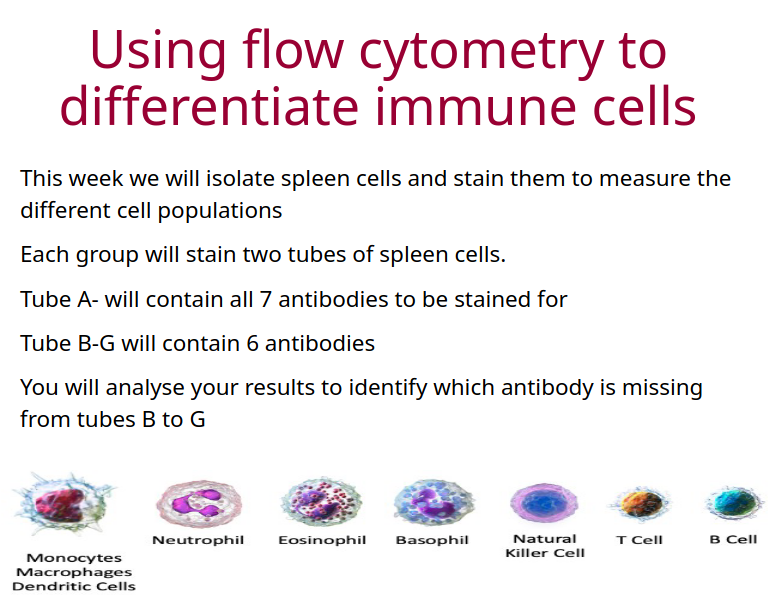 Using flow cytometry to
differentiate immune cells
This week we will isolate spleen cells and stain them to measure the
different cell populations
Each group will stain two tubes of spleen cells.
Tube A- will contain all 7 antibodies to be stained for
Tube B-G will contain 6 antibodies
You will analyse your results to identify which antibody is missing
from tubes B to G
Monocytes
Macrophages
Dendritic Cells
Neutrophil
Eosinophil
Basophil
Natural
Killer Cell
T Cell
B Cell